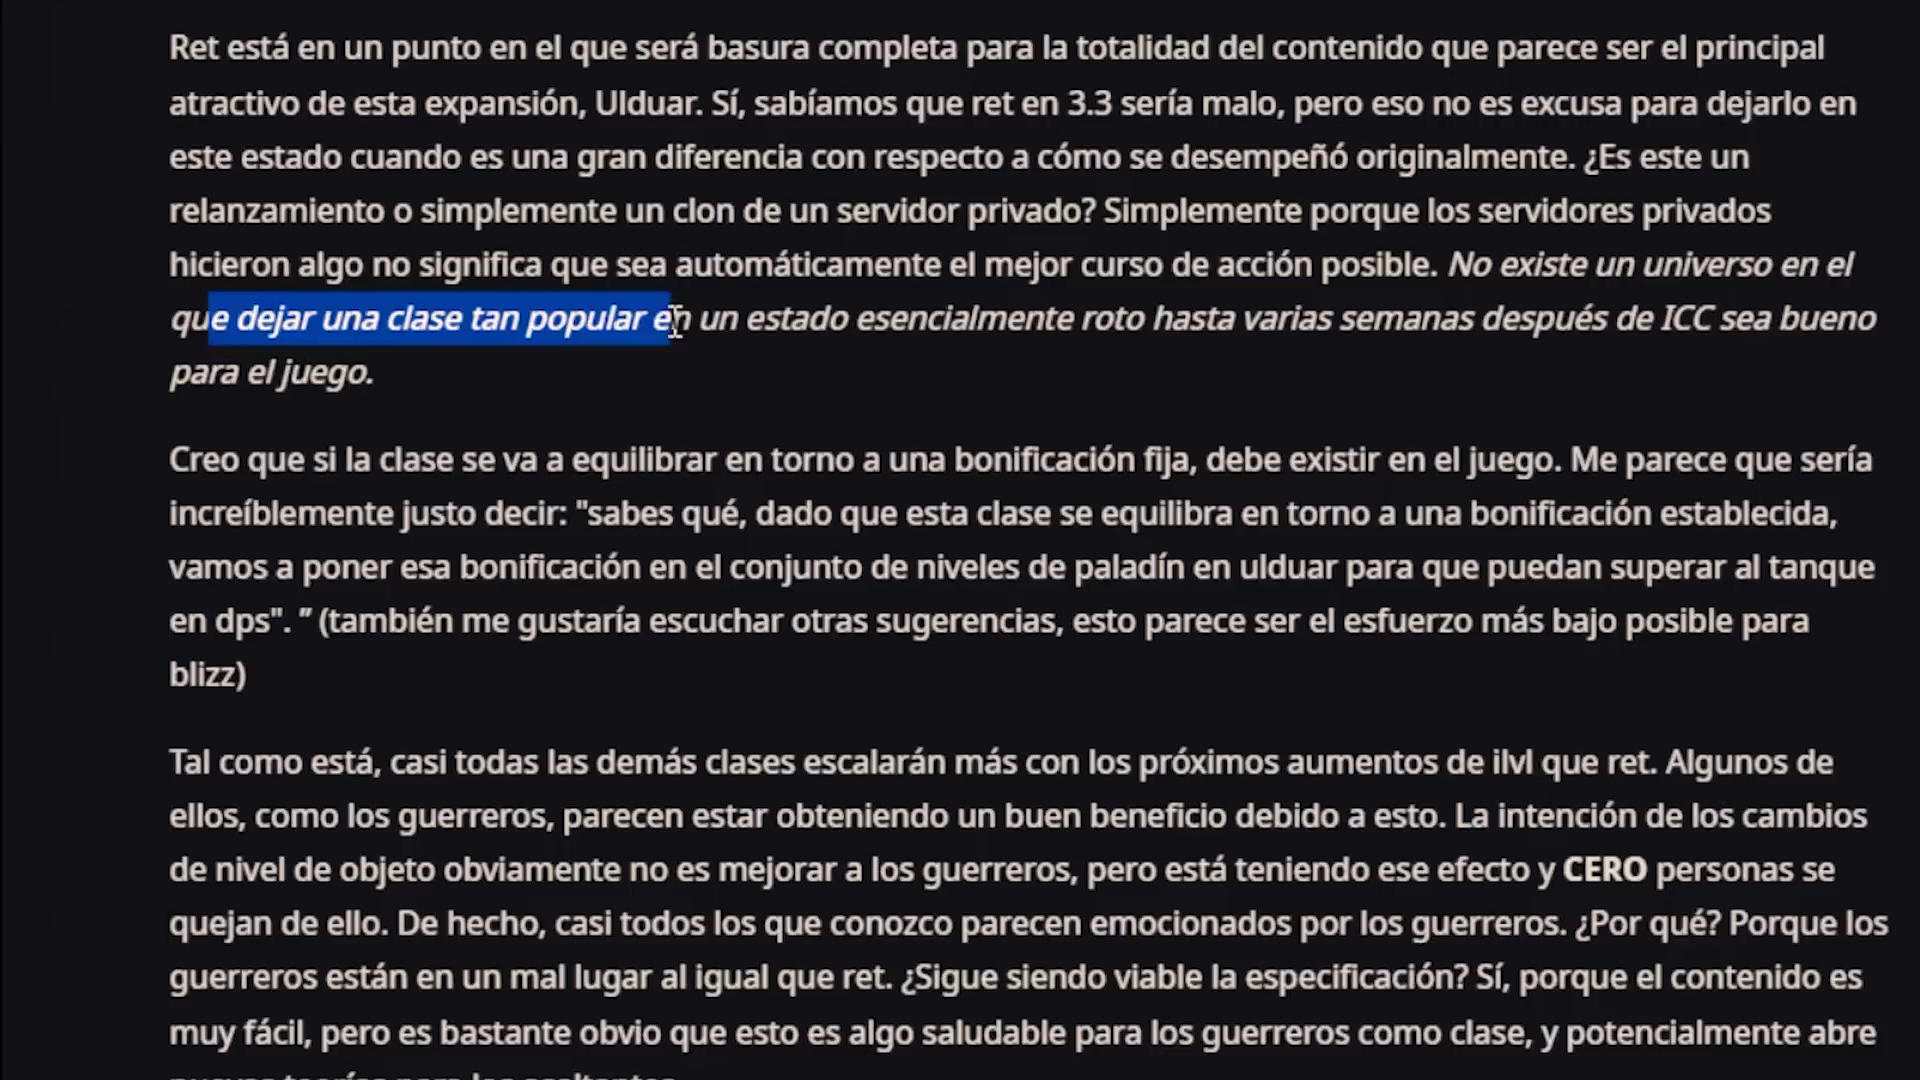 Ret está en un punto en el que será basura completa para la totalidad del contenido que parece ser el principal
atractivo de esta expansión, Ulduar. Sí, sabíamos que ret en 3.3 sería malo, pero eso no es excusa para dejarlo en
este estado cuando es una gran diferencia con respecto a cómo se desempeñó originalmente. ¿Es este un
relanzamiento o simplemente un clon de un servidor privado? Simplemente porque los servidores privados
hicieron algo no significa que sea automáticamente el mejor curso de acción posible. No existe un universo en el
que dejar una clase tan popular en un estado esencialmente roto hasta varias semanas después de ICC sea bueno
para el juego.
Creo que si la clase se va a equilibrar en torno a una bonificación fija, debe existir en el juego. Me parece que sería
increíblemente justo decir: "sabes qué, dado que esta clase se equilibra en torno a una bonificación establecida,
vamos a poner esa bonificación en el conjunto de niveles de paladín en ulduar para que puedan superar al tanque
en dps". ” (también me gustaría escuchar otras sugerencias, esto parece ser el esfuerzo más bajo posible para
blizz)
Tal como está, casi todas las demás clases escalarán más con los próximos aumentos de ilvl que ret. Algunos de
ellos, como los guerreros, parecen estar obteniendo un buen beneficio debido a esto. La intención de los cambios
de nivel de objeto obviamente no es mejorar a los guerreros, pero está teniendo ese efecto y CERO personas se
quejan de ello. De hecho, casi todos los que conozco parecen emocionados por los guerreros. ¿Por qué? Porque los
guerreros están en un mal lugar al igual que ret. ¿Sigue siendo viable la especificación? Sí, porque el contenido es
muy fácil, pero es bastante obvio que esto es algo saludable para los guerreros como clase, y potencialmente abre